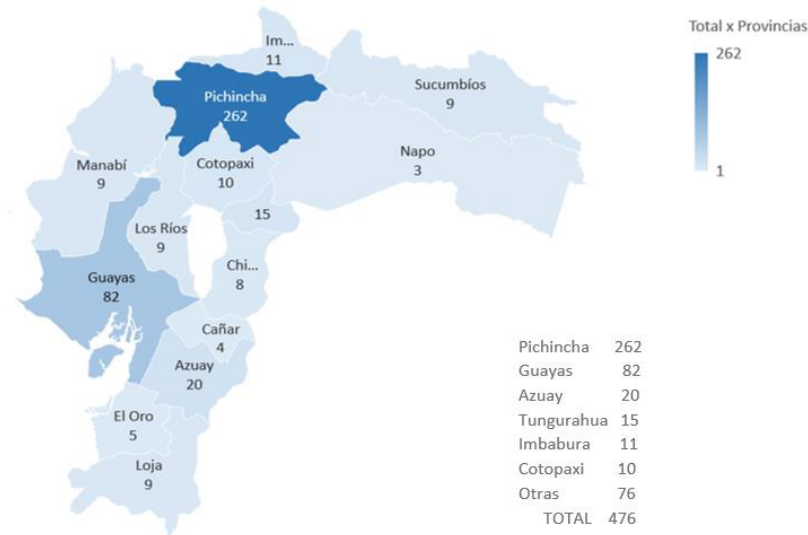 Total x Provincias
262
1
Im...
11
Pichincha
262
Sucumbíos
9
Napo
3
Manabí
9
Cotopaxi
10
15
Los Ríos
9
Chi...
8
Guayas
82
Cañar
4
Azuay
20
El Oro
5
Loja
9
Pichincha 262
Guayas 82
Azuay 20
Tungurahua 15
Imbabura 11
Cotopaxi 10
Otras 76
TOTAL 476